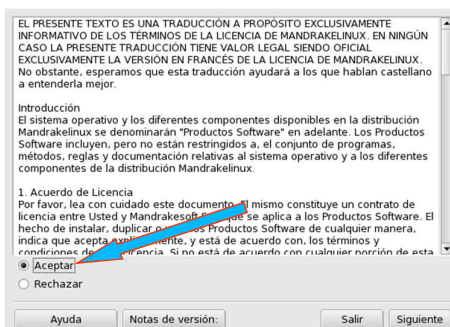 EL PRESENTE TEXTO ES UNA TRADUCCIÓN A PROPÓSITO EXCLUSIVAMENTE
INFORMATIVO DE LOS TÉRMINOS DE LA LICENCIA DE MANDRAKELINUX. EN NINGÚN
CASO LA PRESENTE TRADUCCIÓN TIENE VALOR LEGAL SIENDO OFICIAL
EXCLUSIVAMENTE LA VERSIÓN EN FRANCÉS DE LA LICENCIA DE MANDRAKELINUX.
No obstante, esperamos que esta traducción ayudará a los que hablan castellano
a entenderla mejor.
Introducción
El sistema operativo y los diferentes componentes disponibles en la distribución
Mandrakelinux se denominarán "Productos Software" en adelante. Los Productos
Software incluyen, pero no están restringidos a, el conjunto de programas,
métodos, reglas y documentación relativas al sistema operativo y a los diferentes
componentes de la distribución Mandrakelinux.
1. Acuerdo de Licencia
Por favor, lea con cuidado este documento. El mismo constituye un contrato de
licencia entre Usted y Mandrakesoft que se aplica a los Productos Software. El
hecho de instalar, duplicar o Productos Software de cualquier manera,
indica que acepta explícitamente, y está de acuerdo con, los términos y
condiciones de licencia. Si no está de acuerdo con cualquier porción de esta
Aceptar
Rechazar
Ayuda
Notas de versión:
Salir
Siguiente